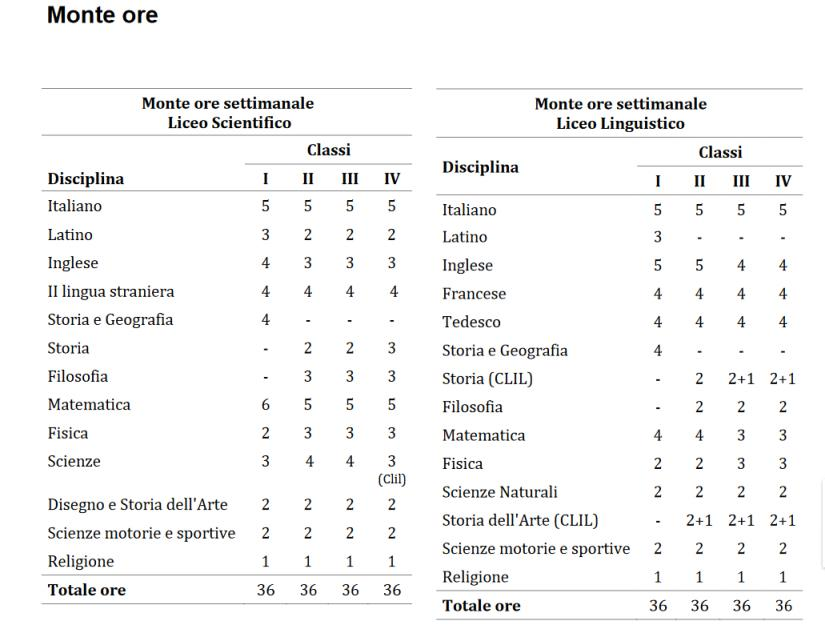 Monte ore
Monte ore settimanale
Liceo Scientifico
Classi
Disciplina I II III IV
Italiano 5 5 5 5
Latino 3 2 2 2
Inglese 4 3 3 3
II lingua straniera 4 4 4 4
Storia e Geografia 4 - - -
Storia - 2 2 3
Filosofia - 3 3 3
Matematica 6 5 5 5
Fisica 2 3 3 3
Scienze 3 4 4 3
(Clil)
Disegno e Storia dell'Arte 2 2 2 2
Scienze motorie e sportive 2 2 2 2
Religione 1 1 1 1
Totale ore 36 36 36 36
Monte ore settimanale
Liceo Linguistico
Classi
Disciplina
I II III IV
Italiano 5 5 5 5
Latino 3 - - -
Inglese 5 5 4 4
Francese 4 4 4 4
Tedesco 4 4 4 4
Storia e Geografia 4 - - -
Storia (CLIL) - 2 2+1 2+1
Filosofia - 2 2 2
Matematica 4 4 3 3
Fisica 2 2 3 3
Scienze Naturali 2 2 2 2
Storia dell'Arte (CLIL) - 2+1 2+1 2+1
Scienze motorie e sportive 2 2 2 2
Religione 1 1 1 1
Totale ore 36 36 36 36